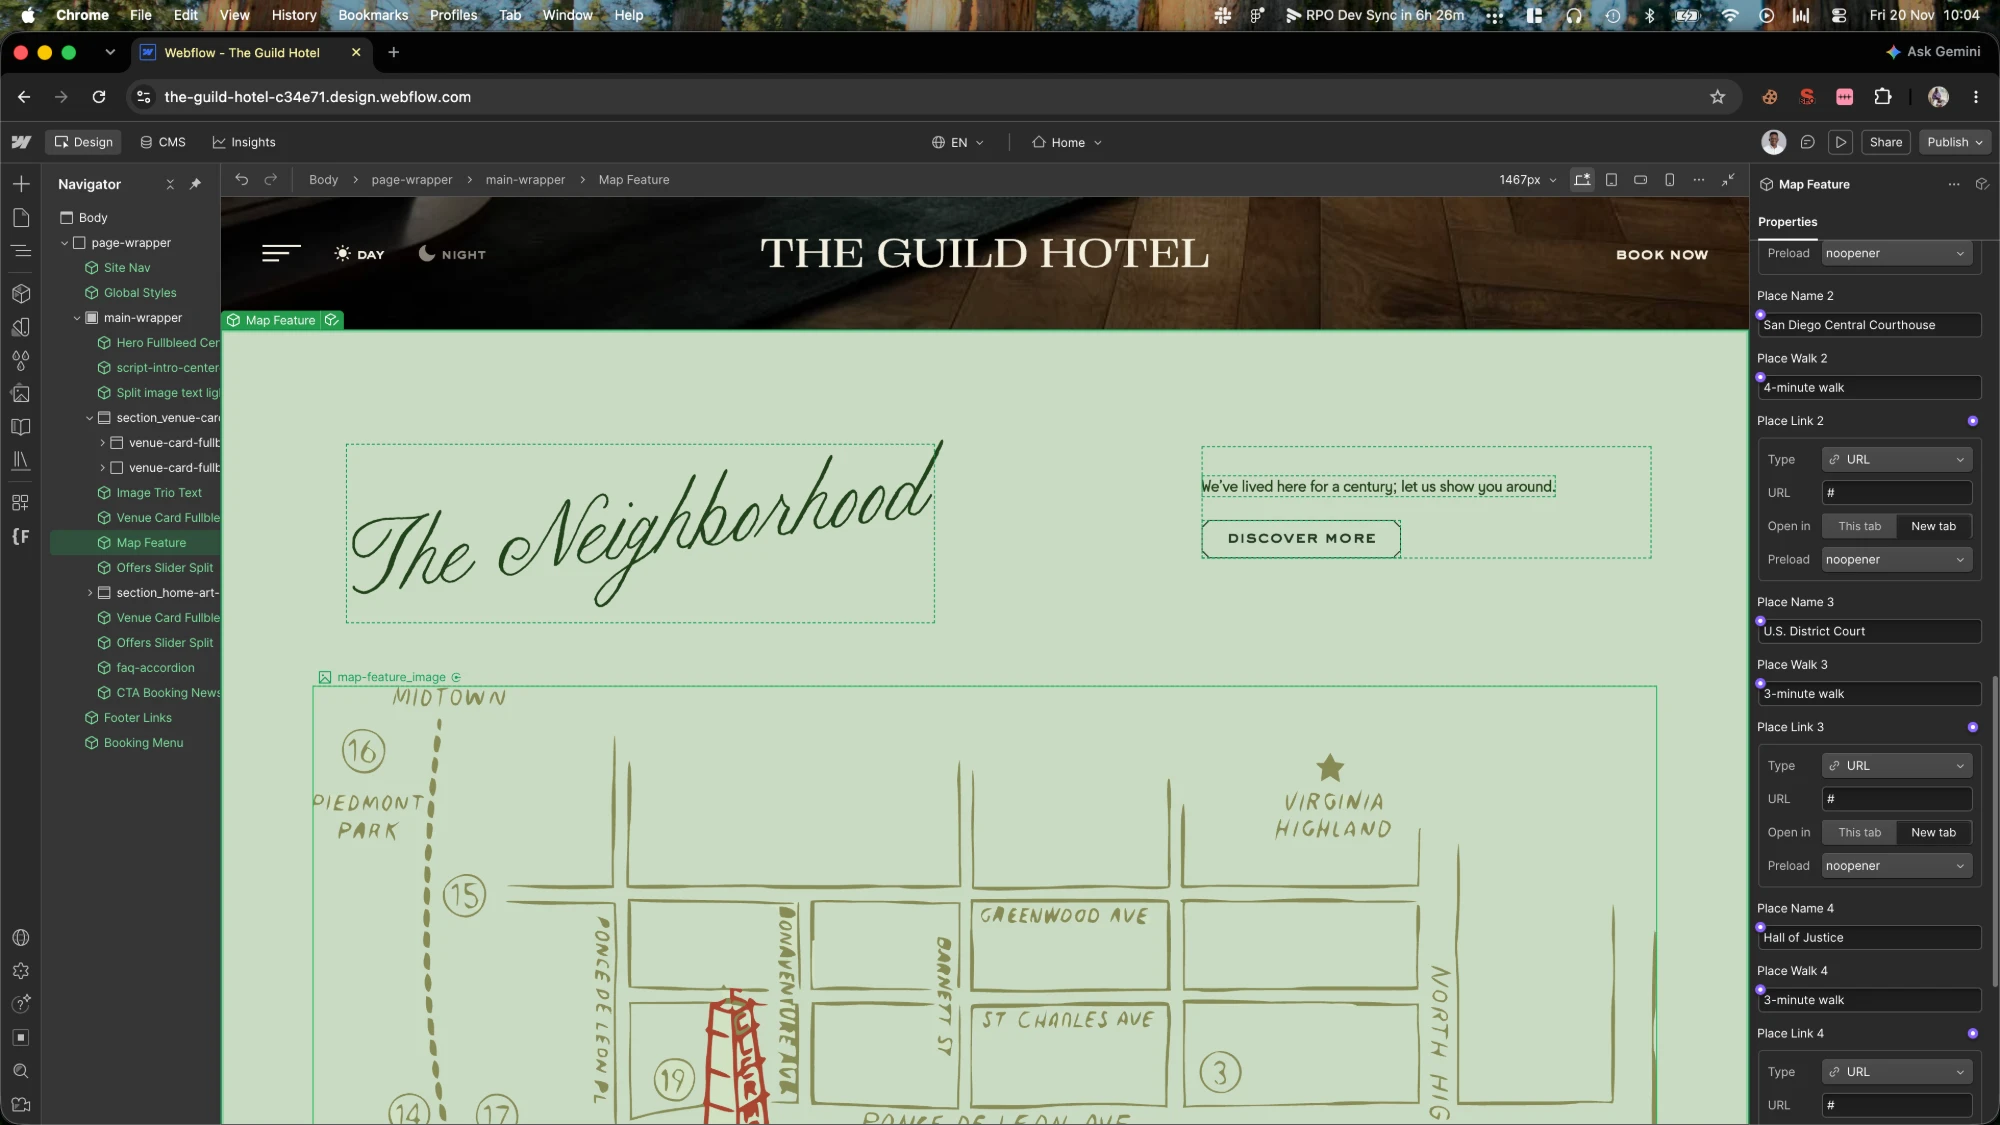 Chrome File Edit View History Bookmarks Profiles Tab Window Help
RPO Dev Sync in 6h 26m
Fri 20 Nov 10:04
Webflow - The Guild Hotel
Ask Gemini
the-guild-hotel-c34e71.design.webflow.com
Design CMS Insights
EN
Home
Share
Publish
Navigator
Body
page-wrapper
Site Nav
Global Styles
main-wrapper
Hero Fullbleed Cer
script-intro-center
Split image text lig
section_venue-car
venue-card-fullb
venue-card-fullb
Image Trio Text
Venue Card Fullble
Map Feature
Offers Slider Split
section_home-art-
Venue Card Fullble
Offers Slider Split
faq-accordion
CTA Booking News
Footer Links
Booking Menu
Body > page-wrapper > main-wrapper > Map Feature
1467px
DAY
NIGHT
THE GUILD HOTEL
BOOK NOW
Map Feature
The Neighborhood
We've lived here for a century; let us show you around.
DISCOVER MORE
map-feature_image
MIDTOWN
16
PIEDMONT
PARK
VIRGINIA
HIGHLAND
15
GREENWOOD AVE
PONCE DE LEON PL
BONAVENTURE AVE
BARNETT ST
ST CHARLES AVE
NORTH HIG
19
3
14
17
PONCE DE LEON AVE
Map Feature
Properties
Preload noopener
Place Name 2
San Diego Central Courthouse
Place Walk 2
4-minute walk
Place Link 2
Type URL
URL #
Open in This tab New tab
Preload noopener
Place Name 3
U.S. District Court
Place Walk 3
3-minute walk
Place Link 3
Type URL
URL #
Open in This tab New tab
Preload noopener
Place Name 4
Hall of Justice
Place Walk 4
3-minute walk
Place Link 4
Type URL
URL #